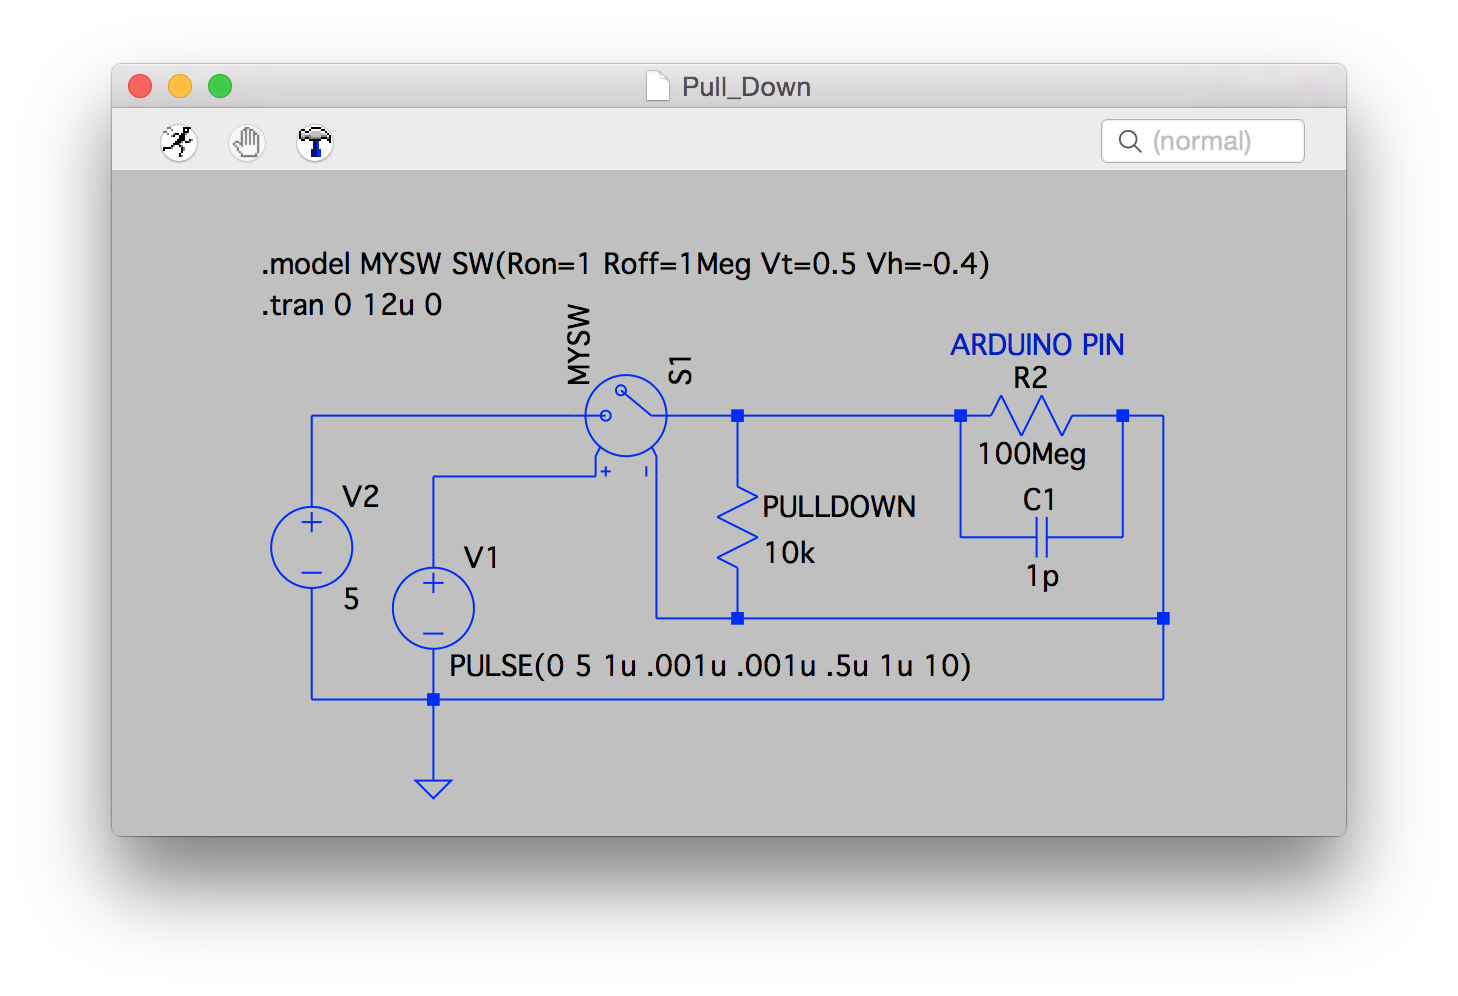 Pull_Down
(normal)
.model MYSW SW(Ron=1 Roff=1Meg Vt=0.5 Vh=-0.4)
.tran 0 12u 0
MYSW
S1
ARDUINO PIN
R2
100Meg
C1
1p
V2
5
V1
PULLDOWN
10k
PULSE(0 5 1u .001u .001u .5u 1u 10)